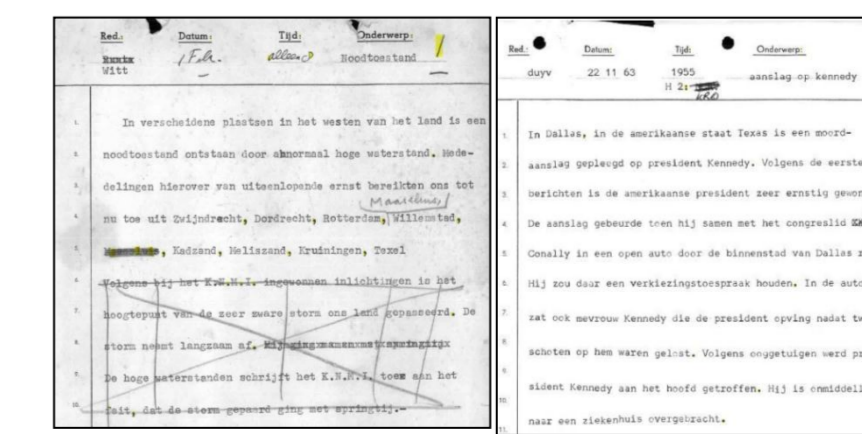 Red.: Datum: Tijd: Onderwerp:
Witt 1 Feb. alleen Noodtoestand
1. In verscheidene plaatsen in het westen van het land is een
2. noodtoestand ontstaan door abnormaal hoge waterstand. Mede-
3. delingen hierover van uiteenlopende ernst bereikten ons tot
Maassluis
4. nu toe uit Zwijndrecht, Dordrecht, Rotterdam, Willemstad,
5. Maassluis, Kadzand, Meliszand, Kruiningen, Texel
6. Volgens bij het K.N.M.I. ingewonnen inlichtingen is het
7. hoogtepunt van de zeer zware storm ons land gepasseerd. De
8. storm neemt langzaam af.
9. De hoge waterstanden schrijft het K.N.M.I. toe aan het
10. feit, dat de storm gepaard ging met springtij.-
Red.: Datum: Tijd: Onderwerp:
duyv 22 11 63 1955 aanslag op kennedy
H 2: KRO
1. In Dallas, in de amerikaanse staat Texas is een moord-
2. aanslag gepleegd op president Kennedy. Volgens de eerste
3. berichten is de amerikaanse president zeer ernstig gewon
4. De aanslag gebeurde toen hij samen met het congreslid
5. Conally in een open auto door de binnenstad van Dallas r
6. Hij zou daar een verkiezingstoespraak houden. In de auto
7. zat ook mevrouw Kennedy die de president opving nadat tw
8. schoten op hem waren gelost. Volgens ooggetuigen werd pr
9. sident Kennedy aan het hoofd getroffen. Hij is onmiddell
10. naar een ziekenhuis overgebracht.
11.